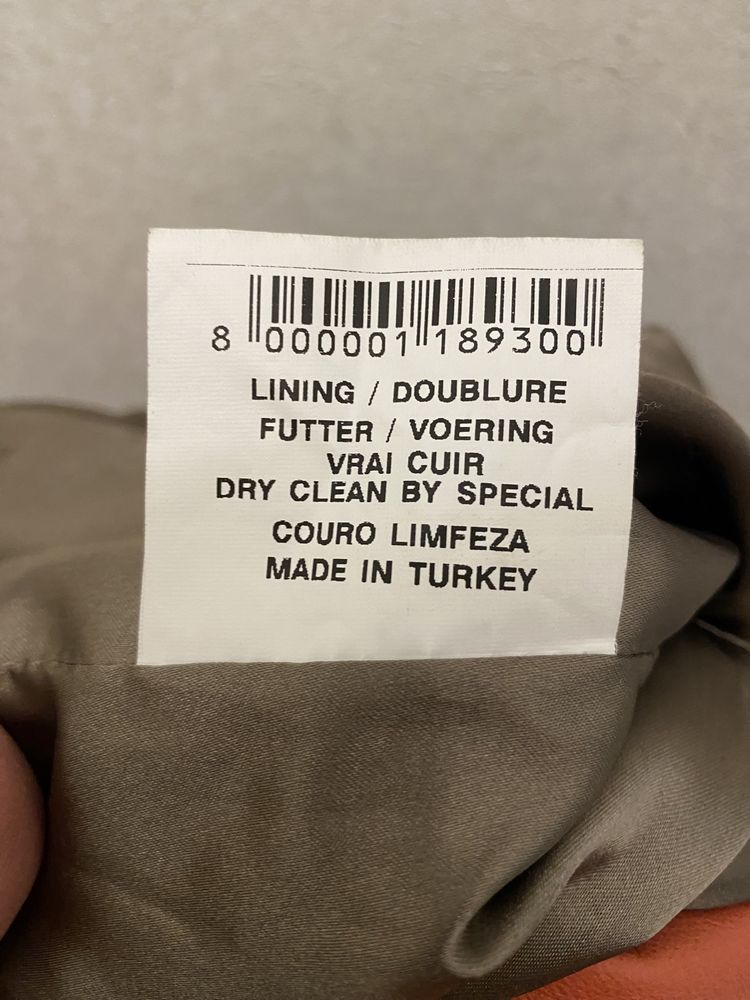 8 000001 189300
LINING / DOUBLURE
FUTTER / VOERING
VRAI CUIR
DRY CLEAN BY SPECIAL
COURO LIMFEZA
MADE IN TURKEY